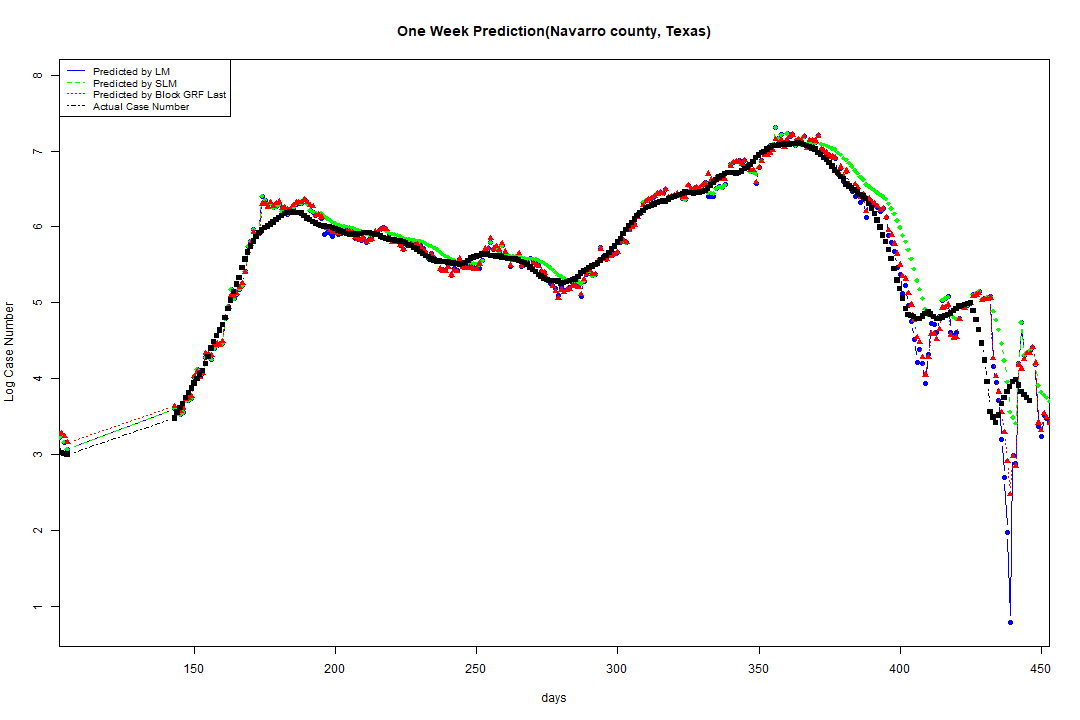 One Week Prediction(Navarro county, Texas)
Predicted by LM
Predicted by SLM
Predicted by Block GRF Last
Actual Case Number
8
7
6
5
4
3
2
1
Log Case Number
150 200 250 300 350 400 450
days